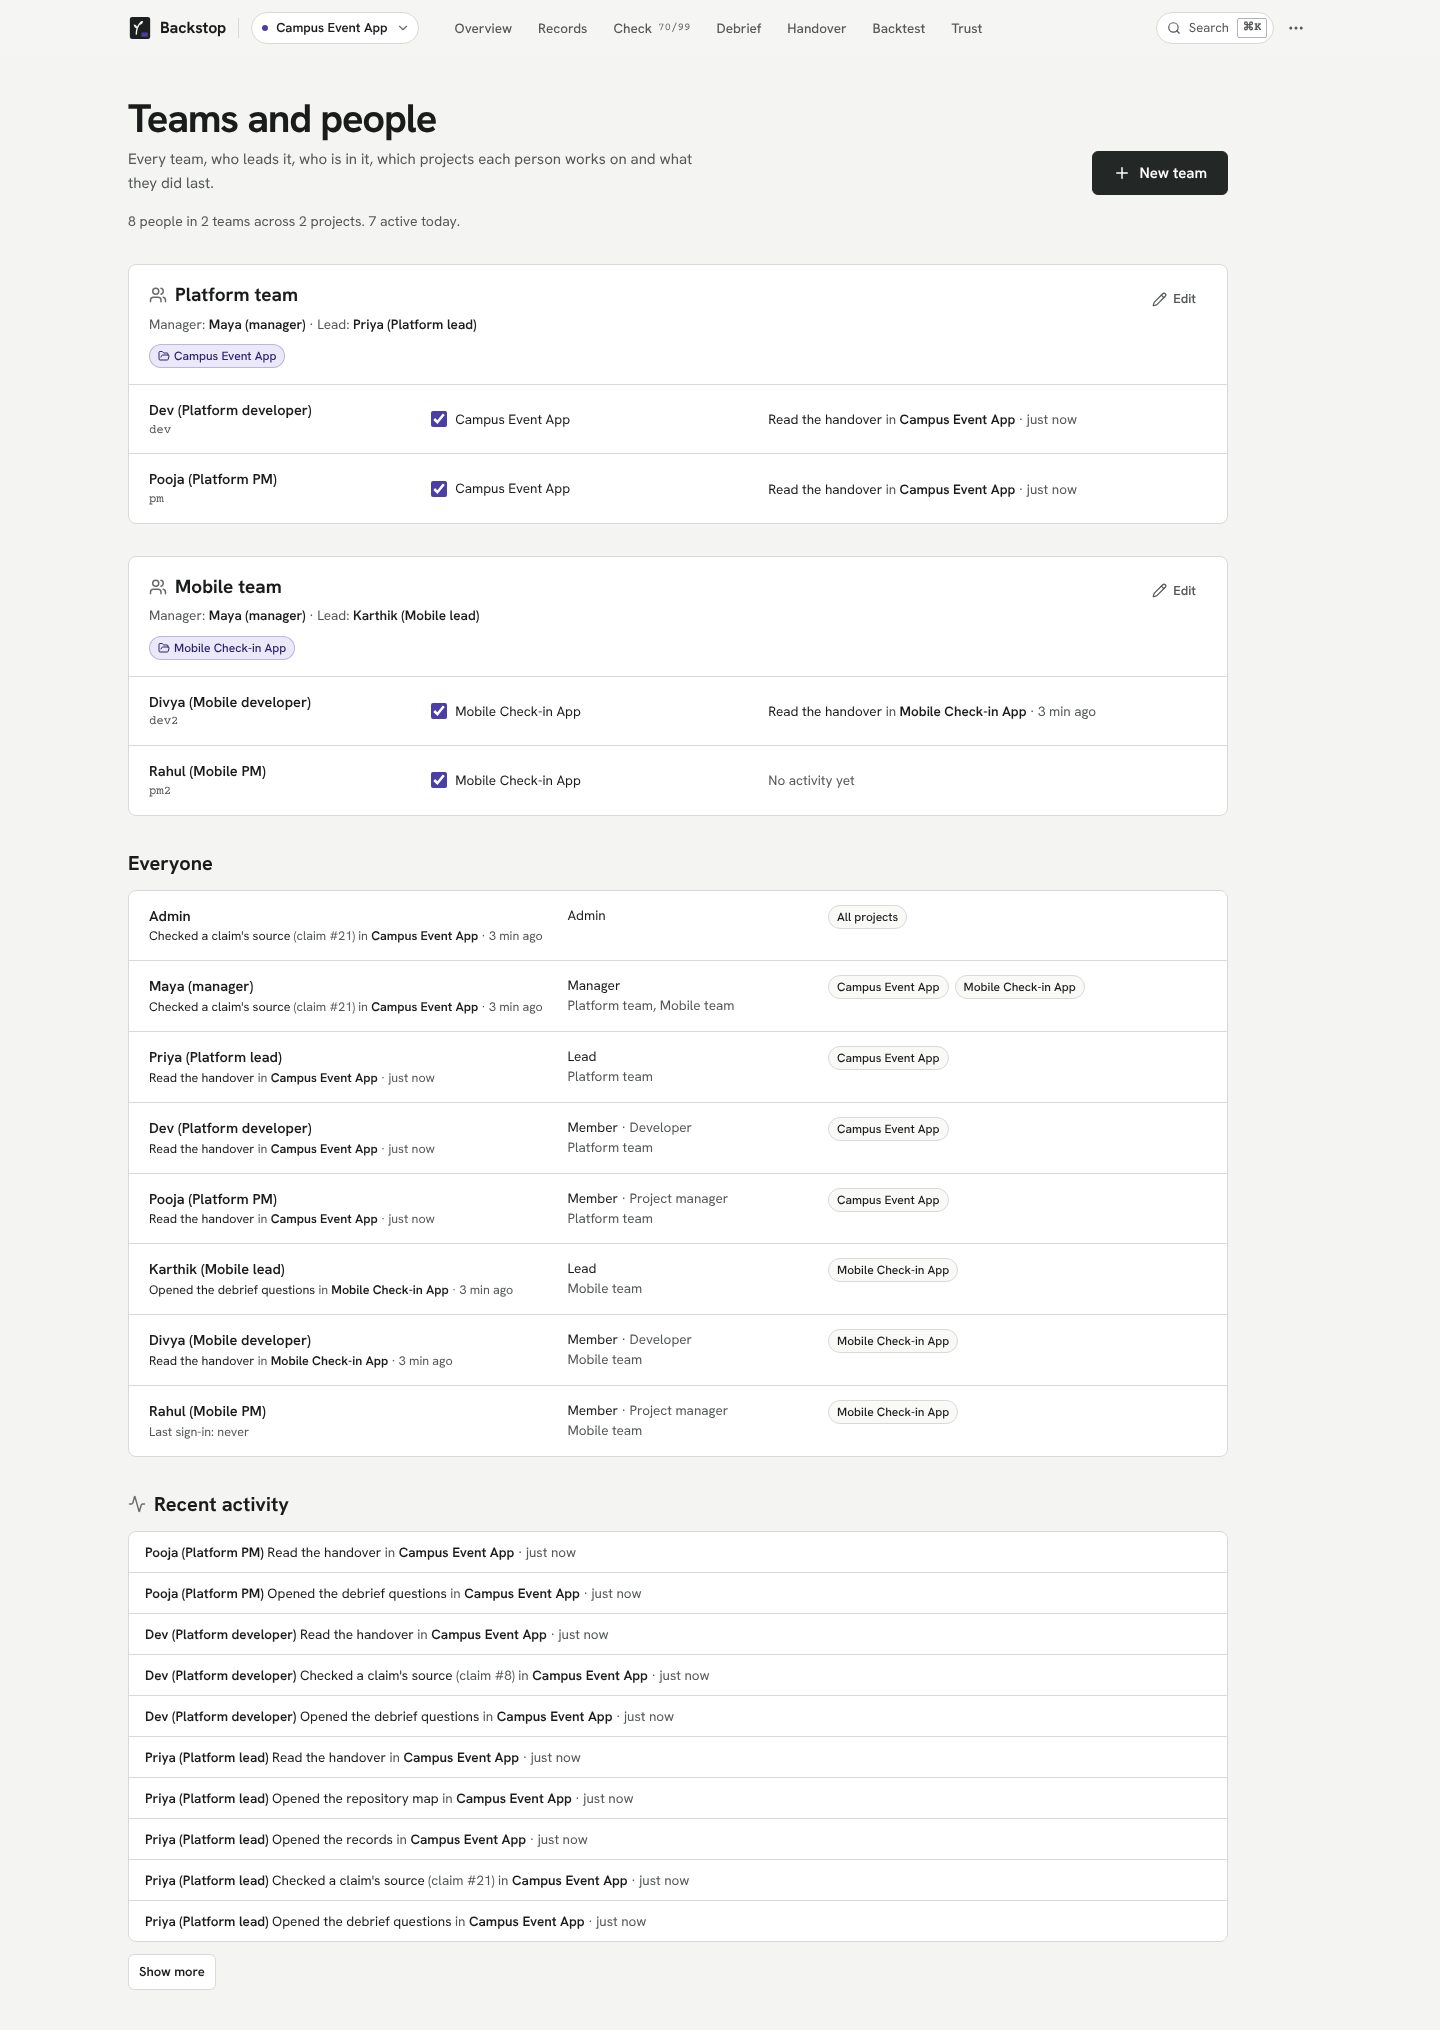 Backstop
Campus Event App
Overview
Records
Check 70/99
Debrief
Handover
Backtest
Trust
Search ⌘K
Teams and people
Every team, who leads it, who is in it, which projects each person works on and what
they did last.
New team
8 people in 2 teams across 2 projects. 7 active today.
Platform team
Edit
Manager: Maya (manager) · Lead: Priya (Platform lead)
Campus Event App
Dev (Platform developer)
dev
Campus Event App
Read the handover in Campus Event App · just now
Pooja (Platform PM)
pm
Campus Event App
Read the handover in Campus Event App · just now
Mobile team
Edit
Manager: Maya (manager) · Lead: Karthik (Mobile lead)
Mobile Check-in App
Divya (Mobile developer)
dev2
Mobile Check-in App
Read the handover in Mobile Check-in App · 3 min ago
Rahul (Mobile PM)
pm2
Mobile Check-in App
No activity yet
Everyone
Admin
Checked a claim's source (claim #21) in Campus Event App · 3 min ago
Admin
All projects
Maya (manager)
Checked a claim's source (claim #21) in Campus Event App · 3 min ago
Manager
Platform team, Mobile team
Campus Event App
Mobile Check-in App
Priya (Platform lead)
Read the handover in Campus Event App · just now
Lead
Platform team
Campus Event App
Dev (Platform developer)
Read the handover in Campus Event App · just now
Member · Developer
Platform team
Campus Event App
Pooja (Platform PM)
Read the handover in Campus Event App · just now
Member · Project manager
Platform team
Campus Event App
Karthik (Mobile lead)
Opened the debrief questions in Mobile Check-in App · 3 min ago
Lead
Mobile team
Mobile Check-in App
Divya (Mobile developer)
Read the handover in Mobile Check-in App · 3 min ago
Member · Developer
Mobile team
Mobile Check-in App
Rahul (Mobile PM)
Last sign-in: never
Member · Project manager
Mobile team
Mobile Check-in App
Recent activity
Pooja (Platform PM) Read the handover in Campus Event App · just now
Pooja (Platform PM) Opened the debrief questions in Campus Event App · just now
Dev (Platform developer) Read the handover in Campus Event App · just now
Dev (Platform developer) Checked a claim's source (claim #8) in Campus Event App · just now
Dev (Platform developer) Opened the debrief questions in Campus Event App · just now
Priya (Platform lead) Read the handover in Campus Event App · just now
Priya (Platform lead) Opened the repository map in Campus Event App · just now
Priya (Platform lead) Opened the records in Campus Event App · just now
Priya (Platform lead) Checked a claim's source (claim #21) in Campus Event App · just now
Priya (Platform lead) Opened the debrief questions in Campus Event App · just now
Show more